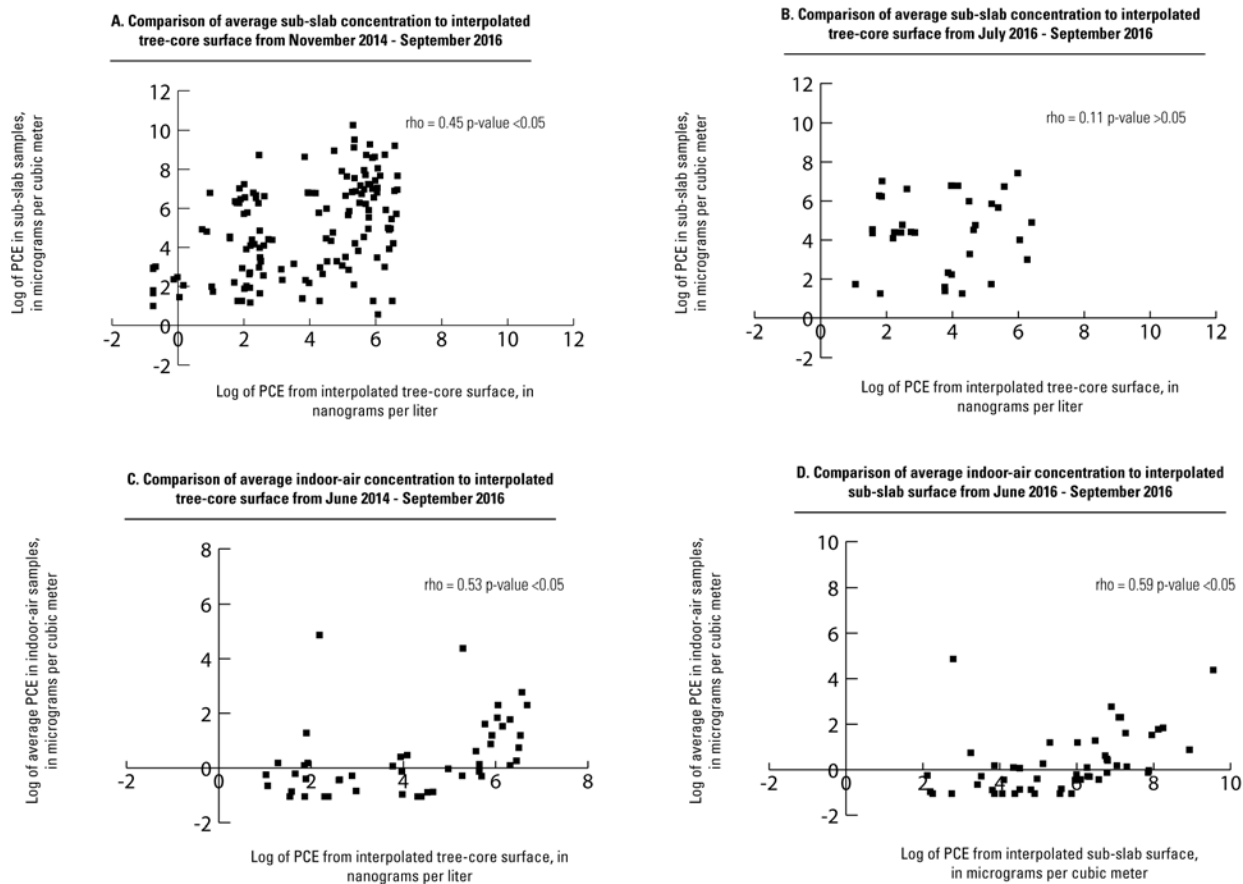 A. Comparison of average sub-slab concentration to interpolated
tree-core surface from November 2014 - September 2016
Log of PCE in sub-slab samples,
in micrograms per cubic meter
12
10
8
6
4
2
0
-2
rho = 0.45 p-value <0.05
-2 0 2 4 6 8 10 12
Log of PCE from interpolated tree-core surface, in
nanograms per liter
B. Comparison of average sub-slab concentration to interpolated
tree-core surface from July 2016 - September 2016
Log of PCE in sub-slab samples,
in micrograms per cubic meter
12
10
8
6
4
2
0
-2
rho = 0.11 p-value >0.05
-2 0 2 4 6 8 10 12
Log of PCE from interpolated tree-core surface, in
nanograms per liter
C. Comparison of average indoor-air concentration to interpolated
tree-core surface from June 2014 - September 2016
Log of average PCE in indoor-air samples,
in micrograms per cubic meter
8
6
4
2
0
-2
rho = 0.53 p-value <0.05
-2 0 2 4 6 8
Log of PCE from interpolated tree-core surface, in
nanograms per liter
D. Comparison of average indoor-air concentration to interpolated
sub-slab surface from June 2016 - September 2016
Log of average PCE in indoor-air samples,
in micrograms per cubic meter
10
8
6
4
2
0
-2
rho = 0.59 p-value <0.05
-2 0 2 4 6 8 10
Log of PCE from interpolated sub-slab surface,
in micrograms per cubic meter